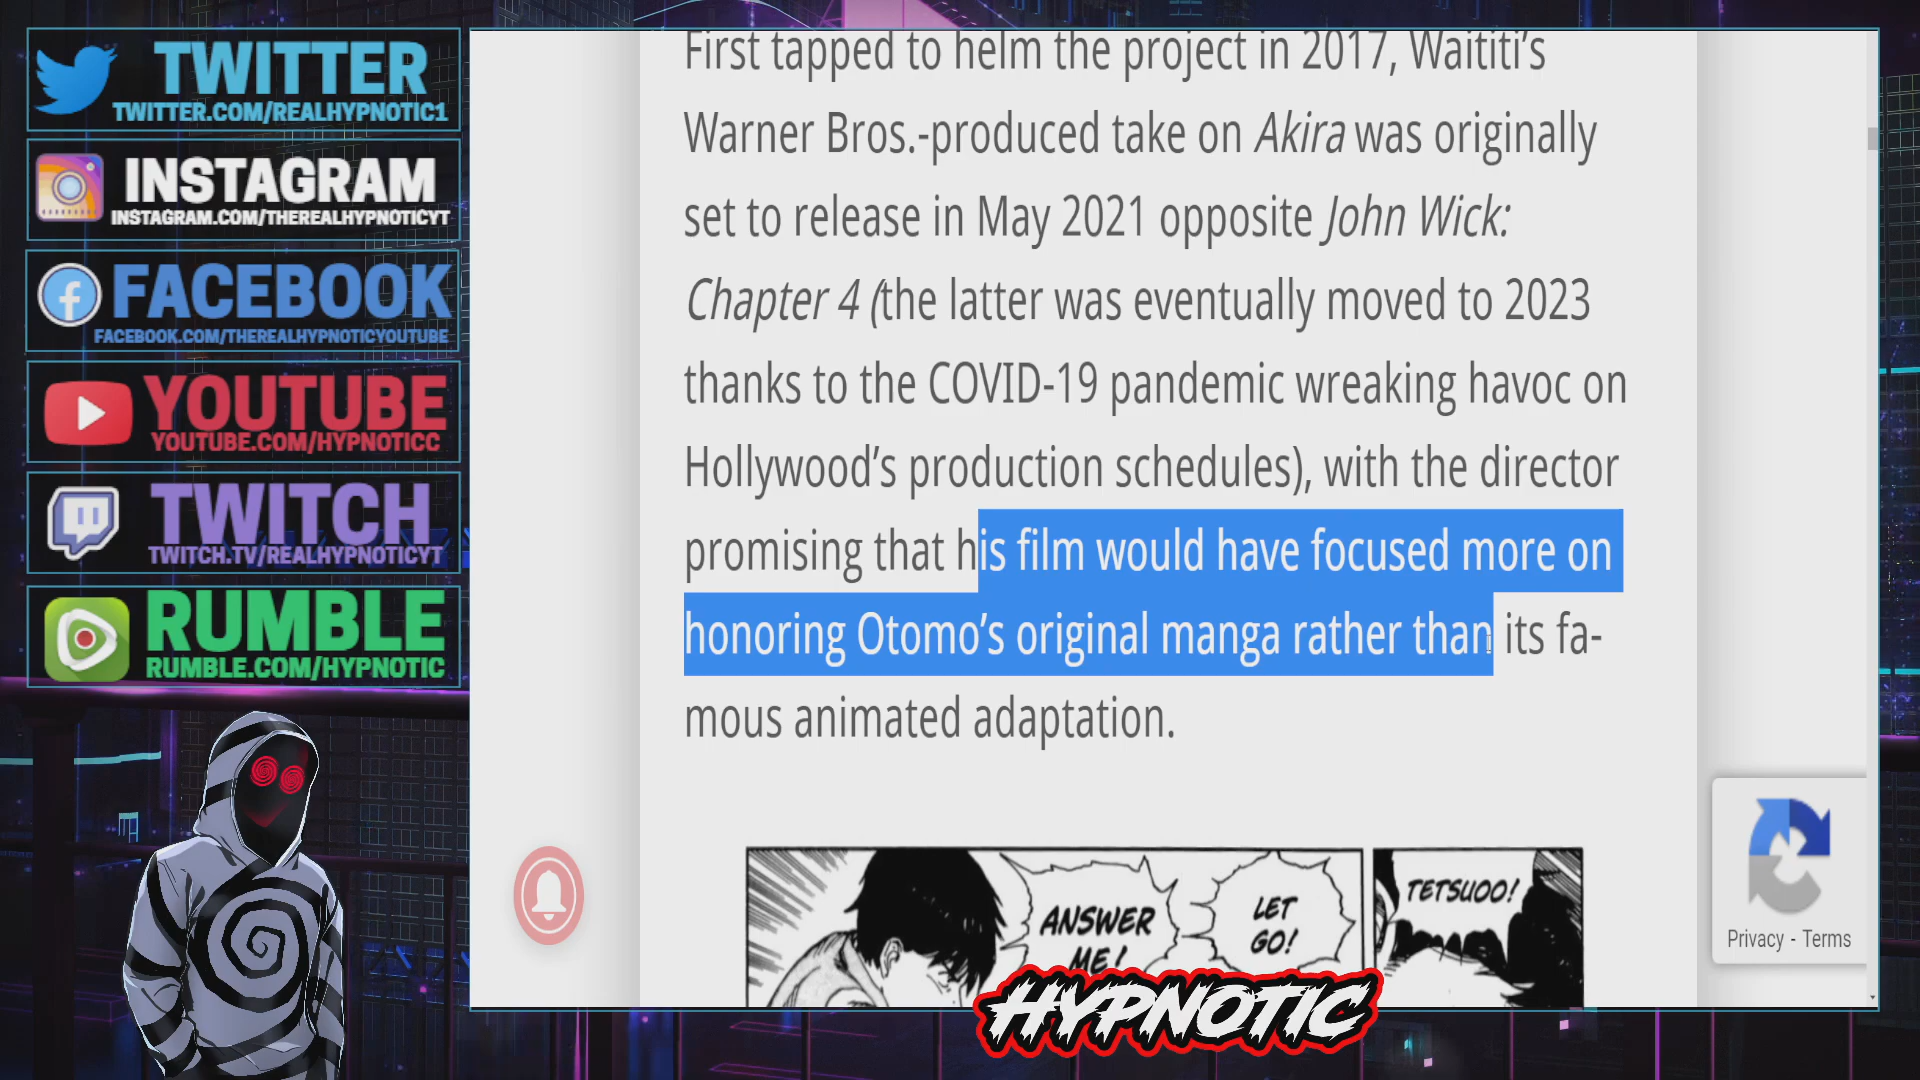 TWITTER
TWITTER.COM/REALHYPNOTIC1
INSTAGRAM
INSTAGRAM.COM/THEREALHYPNOTICYT
FACEBOOK
FACEBOOK.COM/THEREALHYPNOTICYOUTUBE
YOUTUBE
YOUTUBE.COM/HYPNOTICC
TWITCH
TWITCH.TV/REALHYPNOTICYT
RUMBLE
RUMBLE.COM/HYPNOTIC
First tapped to helm the project in 2017, Waititi’s
Warner Bros.-produced take on Akira was originally
set to release in May 2021 opposite John Wick:
Chapter 4 (the latter was eventually moved to 2023
thanks to the COVID-19 pandemic wreaking havoc on
Hollywood’s production schedules), with the director
promising that his film would have focused more on
honoring Otomo’s original manga rather than its fa-
mous animated adaptation.
ANSWER
ME!
LET
GO!
TETSUOO!
Privacy - Terms
HYPNOTIC